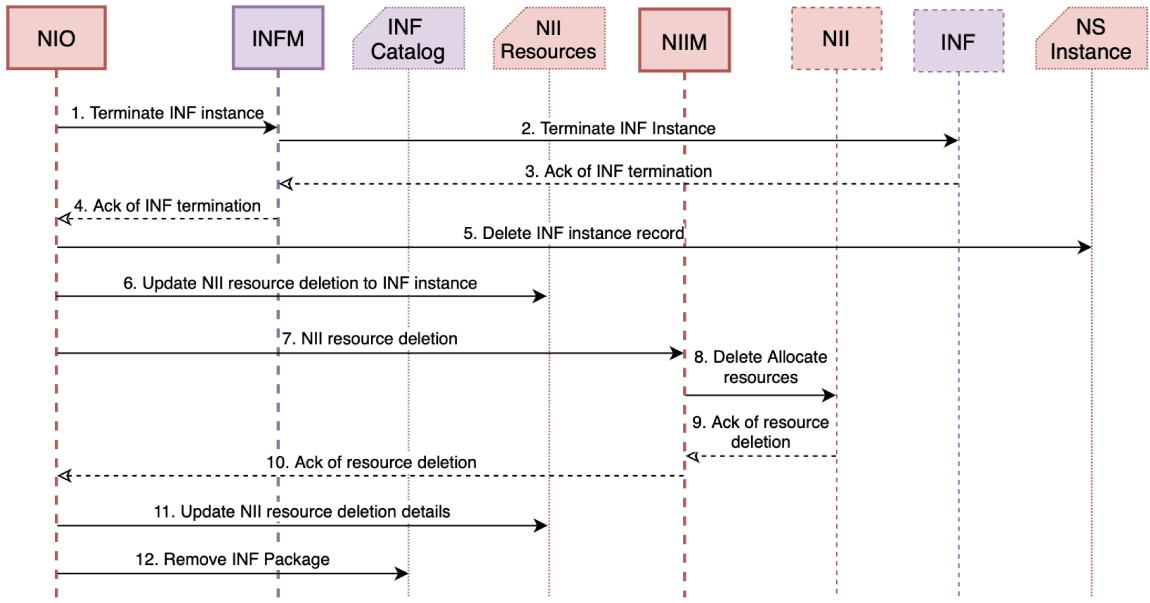 NIO
INFM
INF
Catalog
NII
Resources
NIIM
NII
INF
NS
Instance
1. Terminate INF instance
2. Terminate INF Instance
3. Ack of INF termination
4. Ack of INF termination
5. Delete INF instance record
6. Update NII resource deletion to INF instance
7. NII resource deletion
8. Delete Allocate
resources
9. Ack of resource
deletion
10. Ack of resource deletion
11. Update NII resource deletion details
12. Remove INF Package